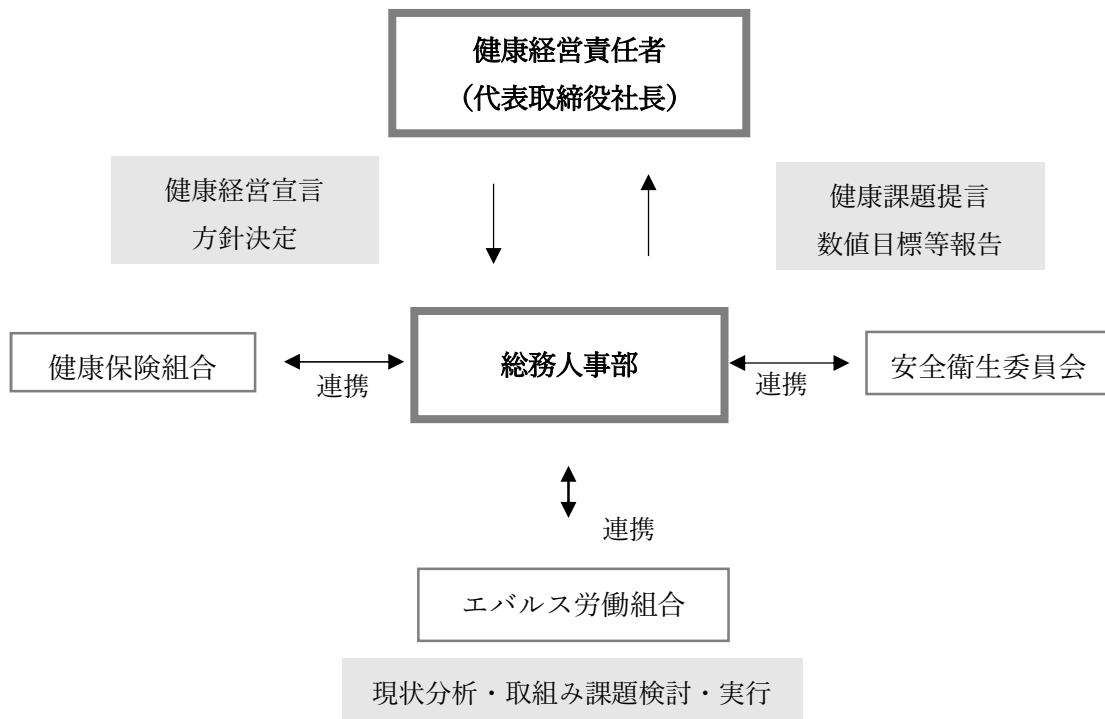 健康経営責任者
（代表取締役社長）
健康経営宣言
方針決定
健康課題提言
数値目標等報告
健康保険組合
連携
総務人事部
連携
安全衛生委員会
連携
エバルス労働組合
現状分析・取組み課題検討・実行